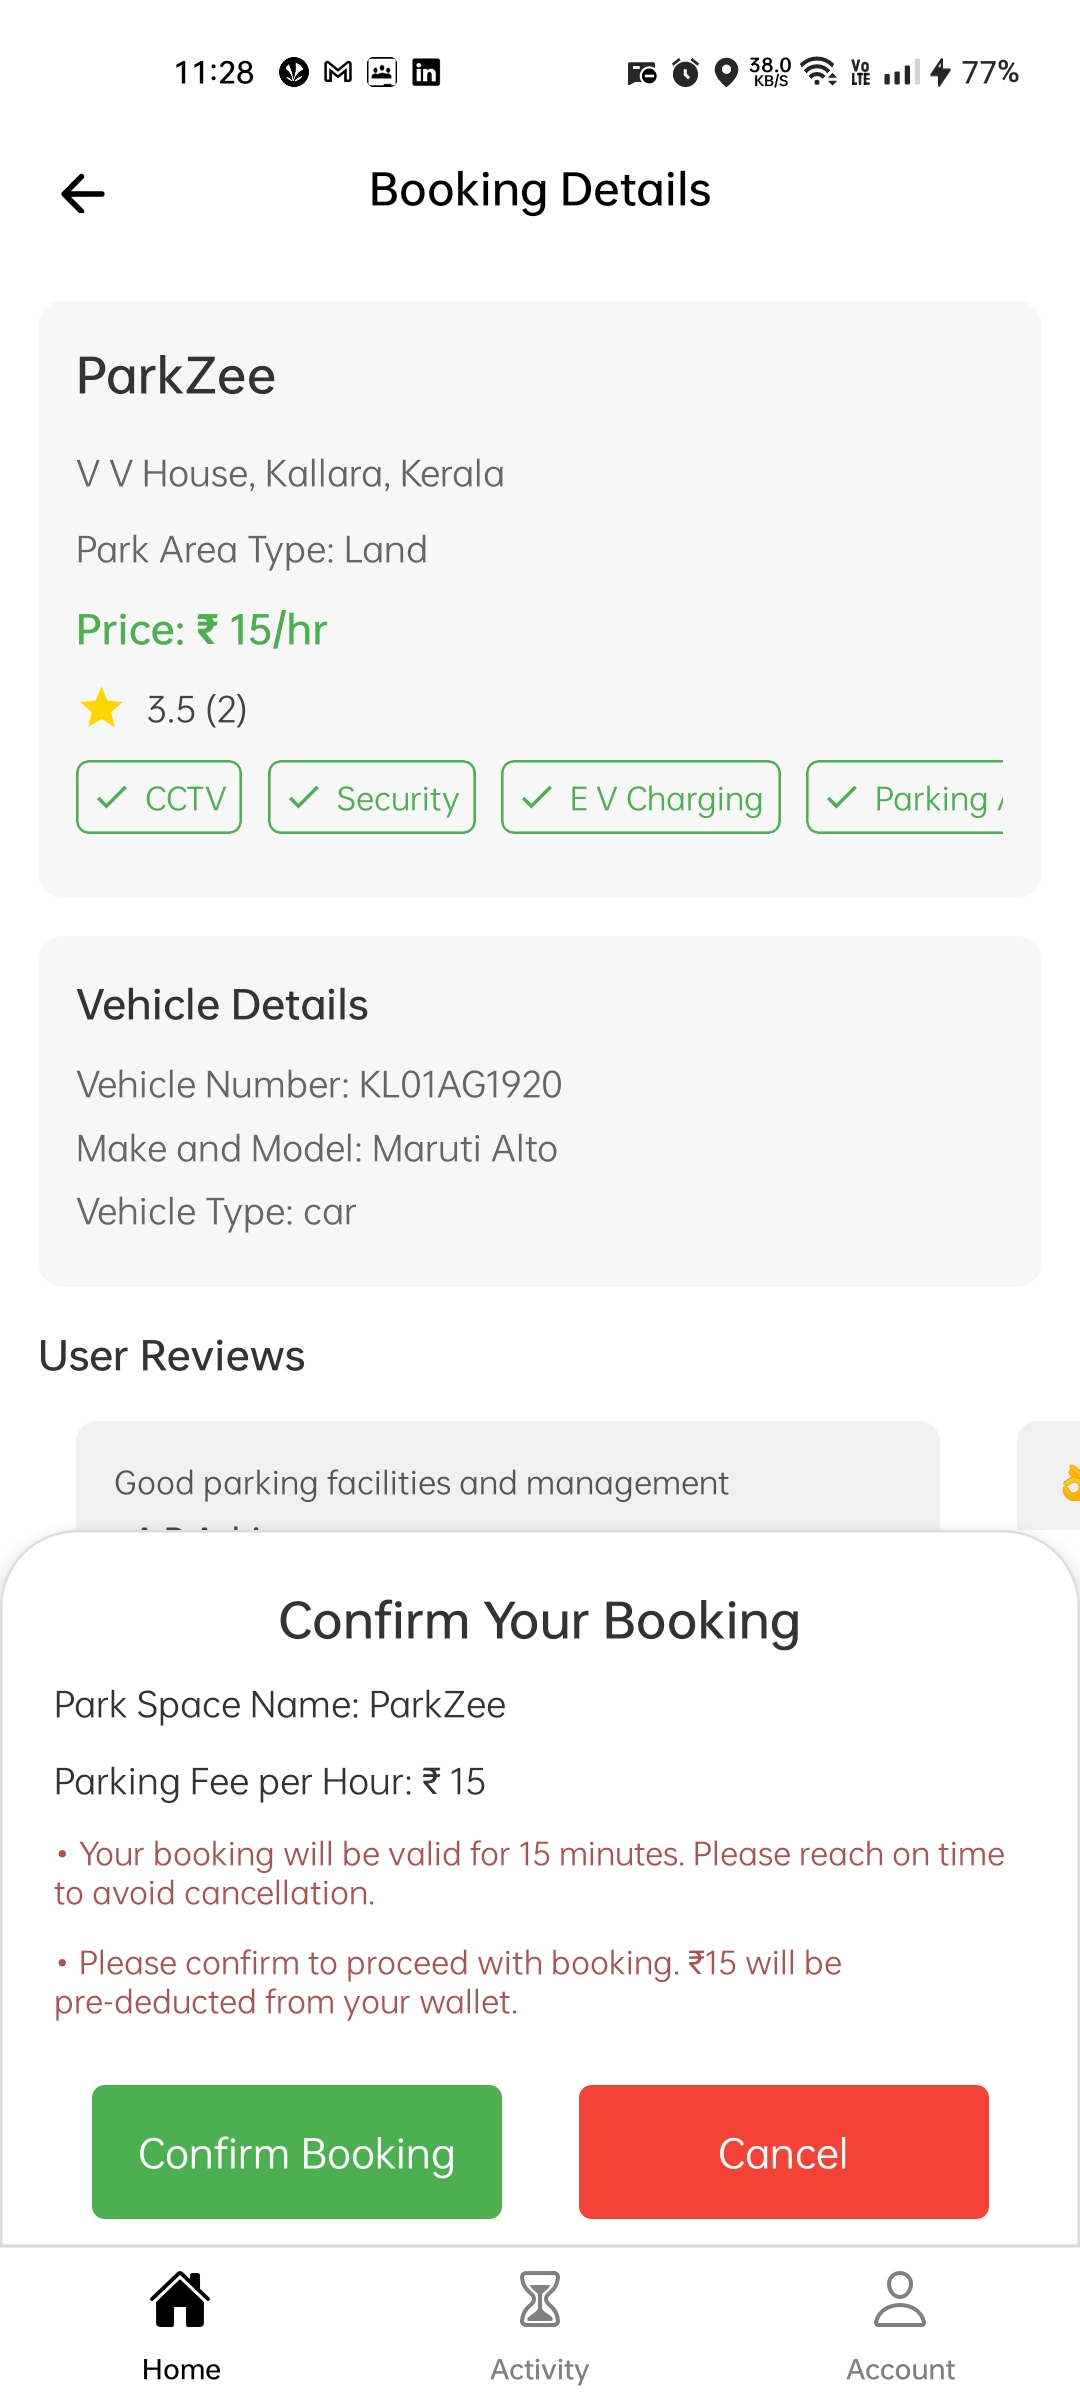 11:28
38.0
KB/S
Vo
LTE
77%
Booking Details
ParkZee
V V House, Kallara, Kerala
Park Area Type: Land
Price: ₹ 15/hr
3.5 (2)
CCTV
Security
E V Charging
Parking
Vehicle Details
Vehicle Number: KL01AG1920
Make and Model: Maruti Alto
Vehicle Type: car
User Reviews
Good parking facilities and management
Confirm Your Booking
Park Space Name: ParkZee
Parking Fee per Hour: ₹ 15
• Your booking will be valid for 15 minutes. Please reach on time
to avoid cancellation.
• Please confirm to proceed with booking. ₹15 will be
pre-deducted from your wallet.
Confirm Booking
Cancel
Home
Activity
Account